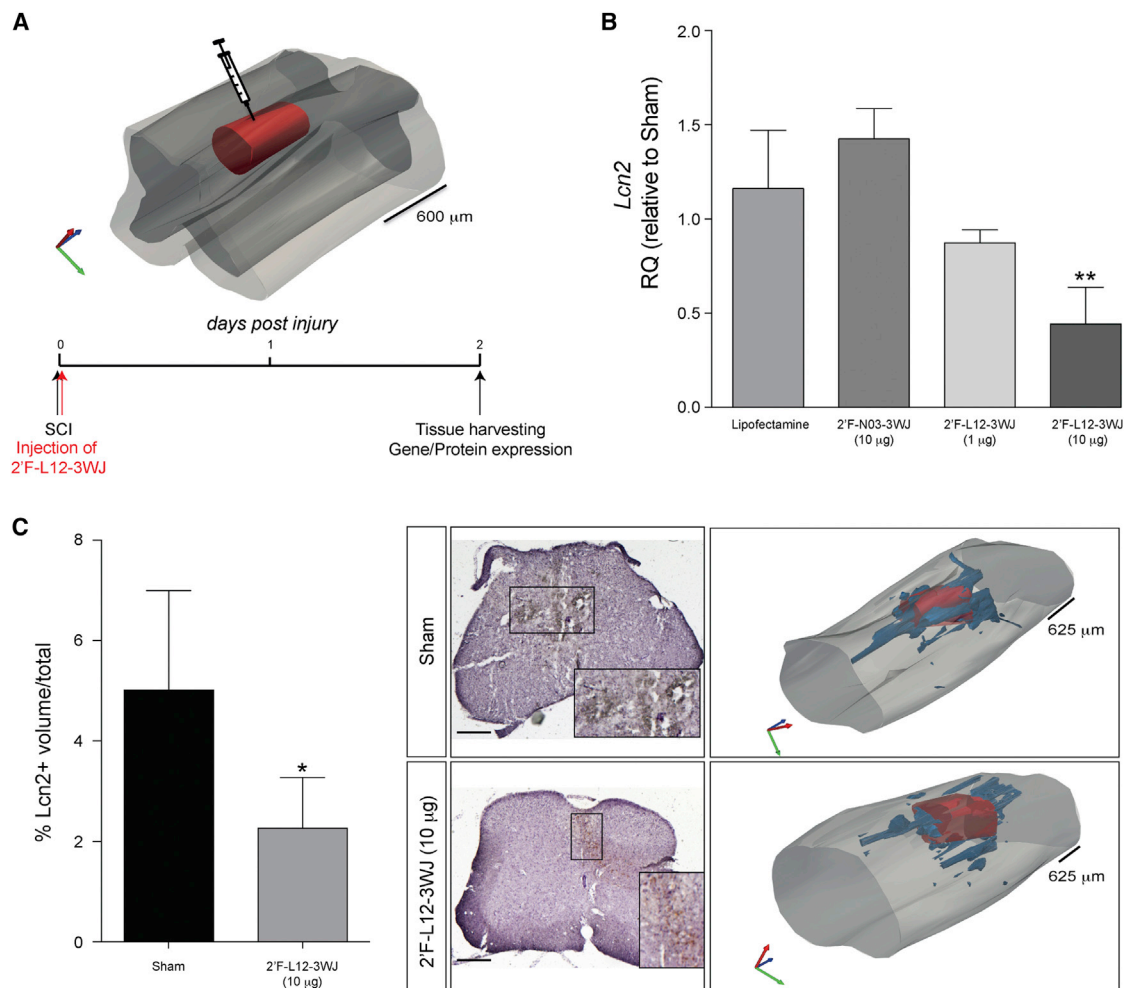 A
600 μm
days post injury
0
1
2
SCI
Injection of
2'F-L12-3WJ
Tissue harvesting
Gene/Protein expression
B
Lcn2
RQ (relative to Sham)
2.0
1.5
1.0
0.5
0.0
**
Lipofectamine
2'F-N03-3WJ
(10 μg)
2'F-L12-3WJ
(1 μg)
2'F-L12-3WJ
(10 μg)
C
% Lcn2+ volume/total
8
6
4
2
0
*
Sham
2'F-L12-3WJ
(10 μg)
Sham
625 μm
2'F-L12-3WJ (10 μg)
625 μm